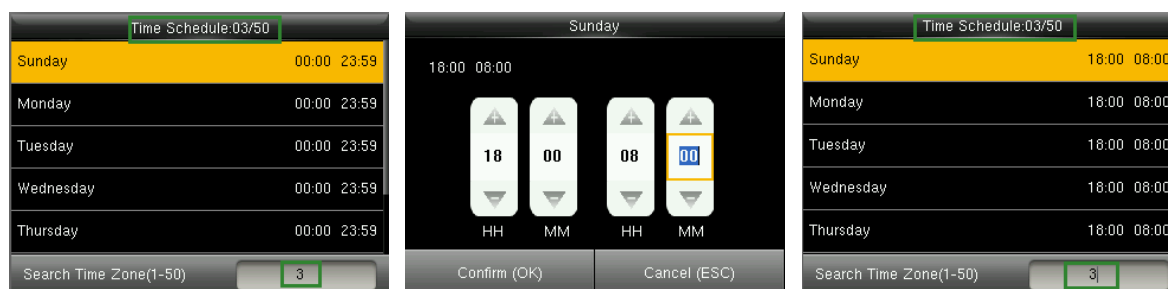 Time Schedule:03/50
Sunday 00:00 23:59
Monday 00:00 23:59
Tuesday 00:00 23:59
Wednesday 00:00 23:59
Thursday 00:00 23:59
Search Time Zone(1-50) 3
Sunday
18:00 08:00
18 00 08 00
HH MM HH MM
Confirm (OK) Cancel (ESC)
Time Schedule:03/50
Sunday 18:00 08:00
Monday 18:00 08:00
Tuesday 18:00 08:00
Wednesday 18:00 08:00
Thursday 18:00 08:00
Search Time Zone(1-50) 3